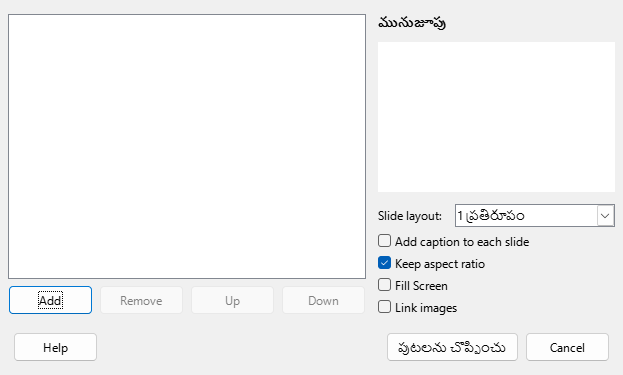 మునుజూపు
Slide layout: 1 ప్రతిరూపం
Add caption to each slide
Keep aspect ratio
Fill Screen
Link images
Add Remove Up Down
Help పుటలను చొప్పించు Cancel